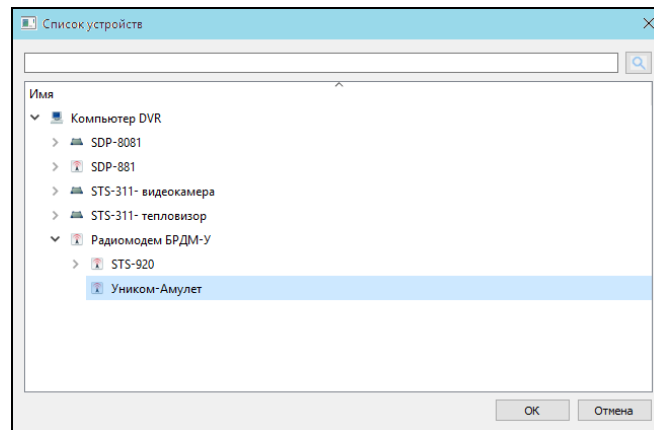 Список устройств
Имя
Компьютер DVR
SDP-8081
SDP-881
STS-311- видеокамера
STS-311- тепловизор
Радиомодем БРДМ-У
STS-920
Уником-Амулет
OK Отмена